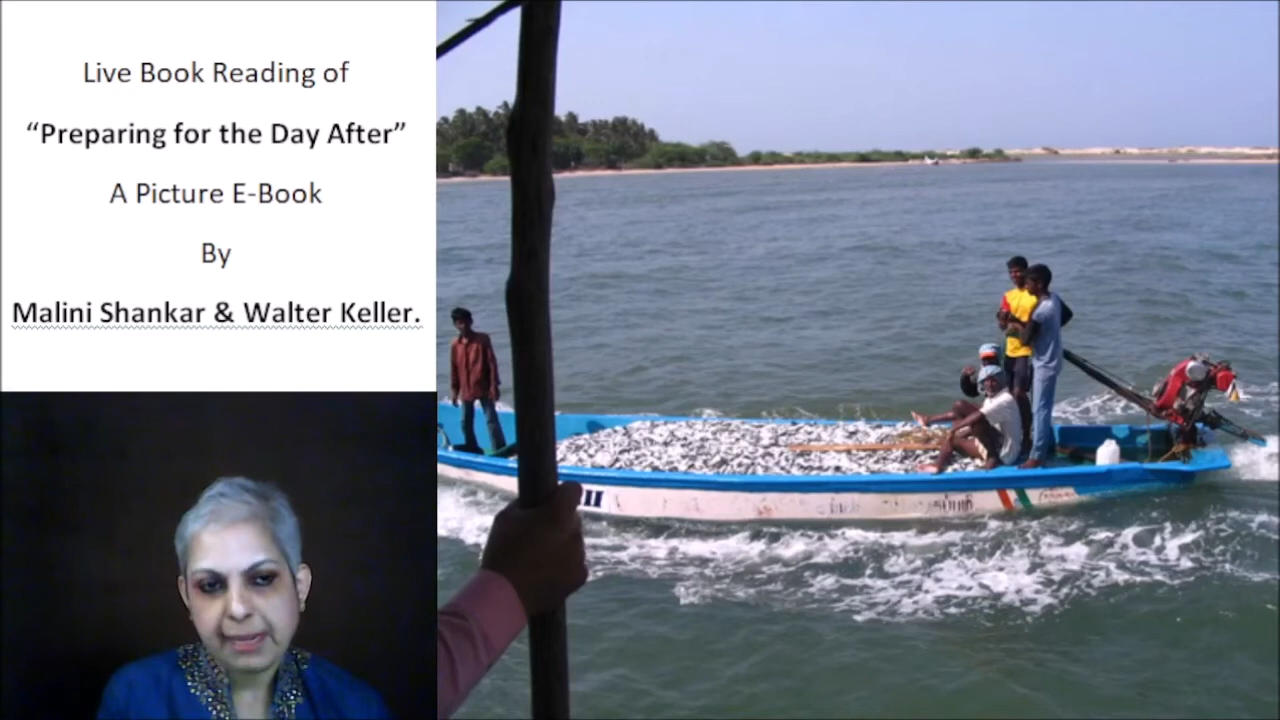 Live Book Reading of
“Preparing for the Day After”
A Picture E-Book
By
Malini Shankar & Walter Keller.